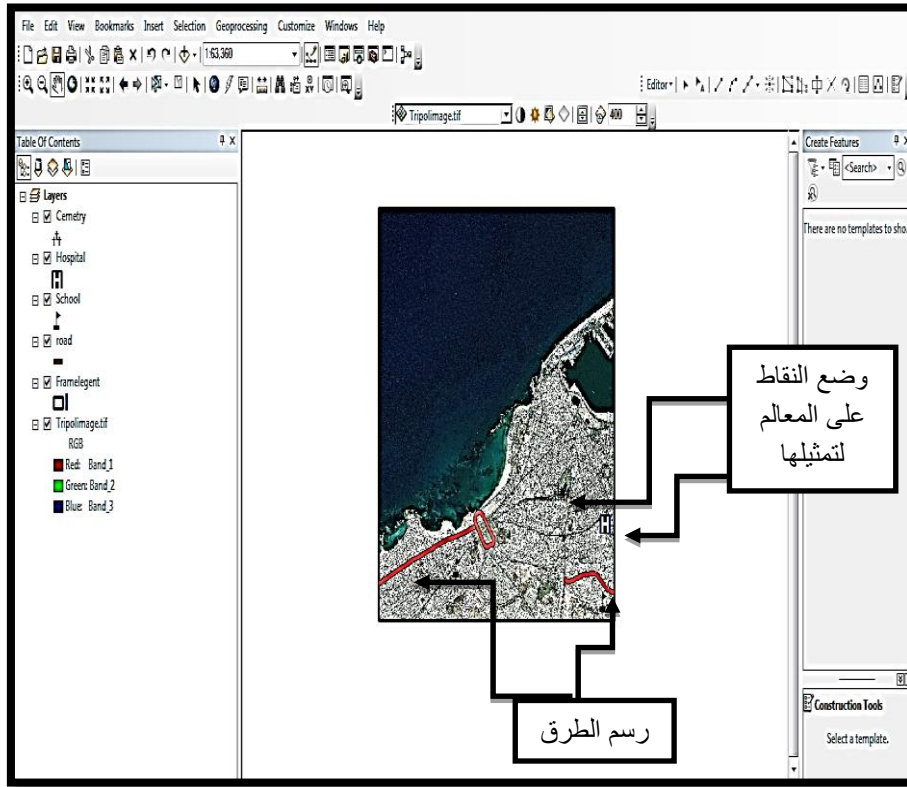 File Edit View Bookmarks Insert Selection Geoprocessing Customize Windows Help
1:63,360
Editor
Tripolimage.tif
400
Table Of Contents
Layers
Cemetry
Hospital
H
School
road
Framelegent
Tripolimage.tif
RGB
Red: Band_1
Green: Band_2
Blue: Band_3
H
وضع النقاط
على المعالم
لتمثيلها
رسم الطرق
Create Features
<Search>
There are no templates to sho
Construction Tools
Select a template.